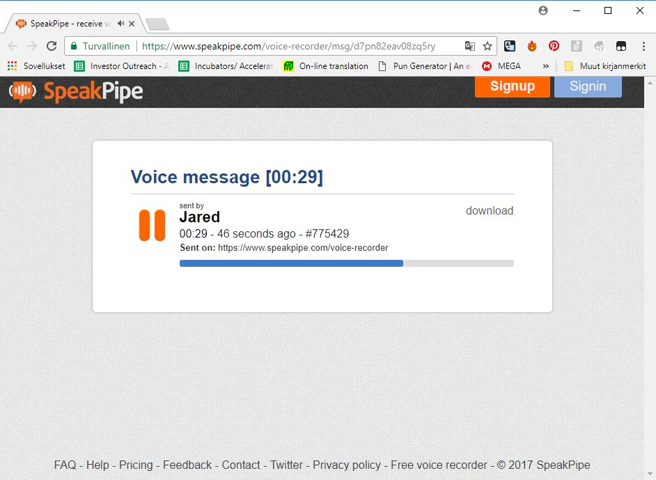 SpeakPipe - receive v
Turvallinen
https://www.speakpipe.com/voice-recorder/msg/d7pn82eav08zq5ry
Sovellukset
Investor Outreach - A
Incubators/ Accelerat
On-line translation
Pun Generator | An e
MEGA
»
Muut kirjanmerkit
SpeakPipe
Signup
Signin
Voice message [00:29]
sent by
Jared
download
00:29 - 46 seconds ago - #775429
Sent on: https://www.speakpipe.com/voice-recorder
FAQ - Help - Pricing - Feedback - Contact - Twitter - Privacy policy - Free voice recorder - © 2017 SpeakPipe